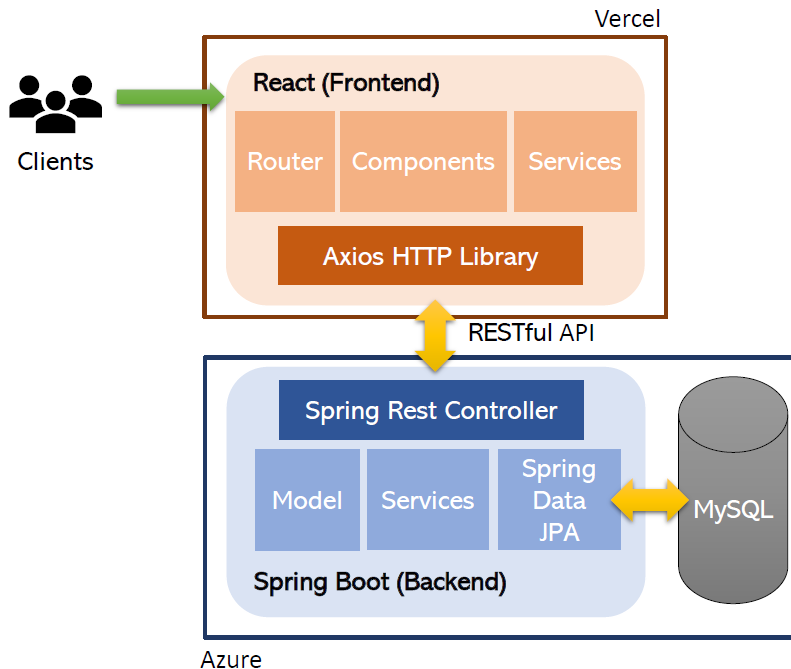 Vercel
React (Frontend)
Clients
Router
Components
Services
Axios HTTP Library
RESTful API
Spring Rest Controller
Model
Services
Spring
Data
JPA
MySQL
Spring Boot (Backend)
Azure